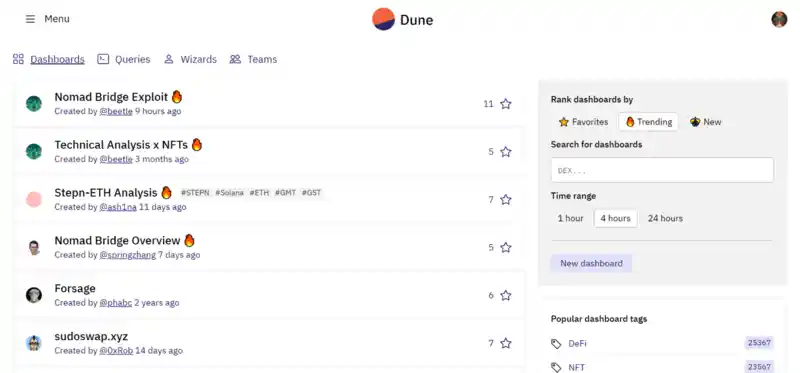 Menu
Dune
Dashboards Queries Wizards Teams
Nomad Bridge Exploit
Created by @beetle 9 hours ago
11
Technical Analysis x NFTs
Created by @beetle 3 months ago
5
Stepn-ETH Analysis #STEPN #Solana #ETH #GMT #GST
Created by @ash1na 11 days ago
7
Nomad Bridge Overview
Created by @springzhang 7 days ago
5
Forsage
Created by @phabc 2 years ago
6
sudoswap.xyz
Created by @0xRob 14 days ago
7
Rank dashboards by
Favorites Trending New
Search for dashboards
DEX...
Time range
1 hour 4 hours 24 hours
New dashboard
Popular dashboard tags
DeFi 25367
NFT 23567